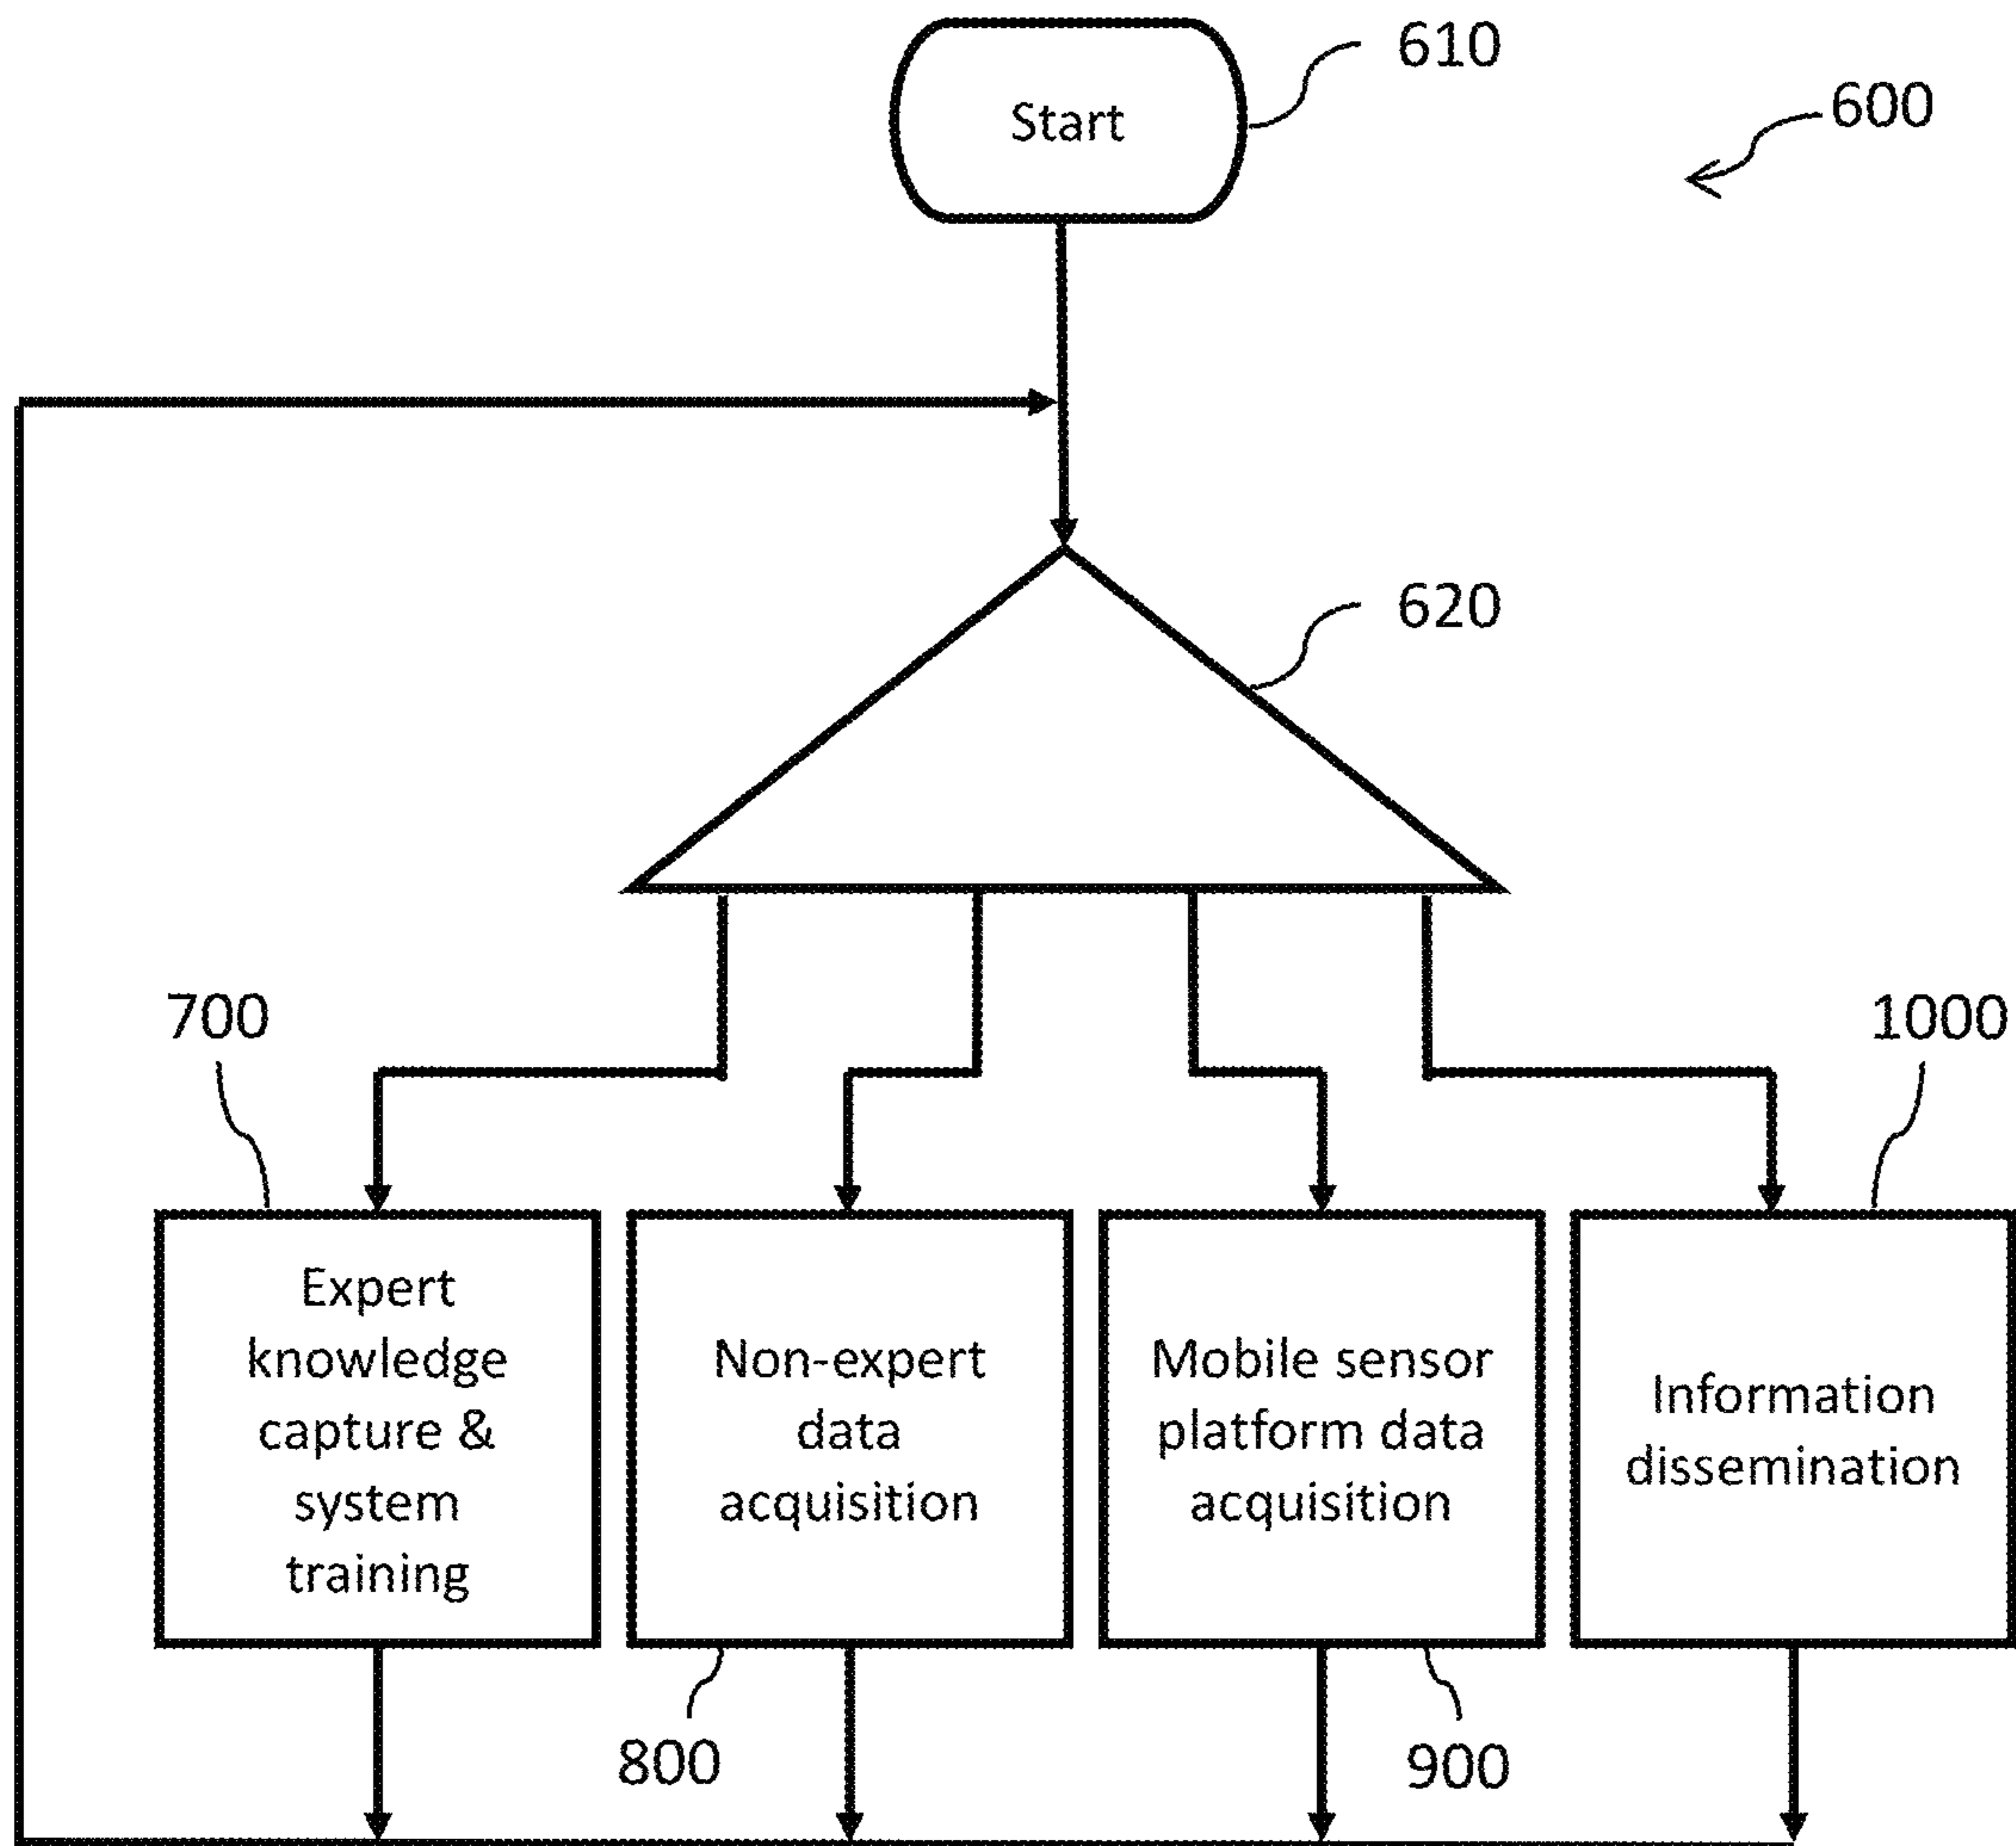 610
600
Start
620
700
1000
Expert
knowledge
capture &
system
training
Non-expert
data
acquisition
Mobile sensor
platform data
acquisition
Information
dissemination
800
900